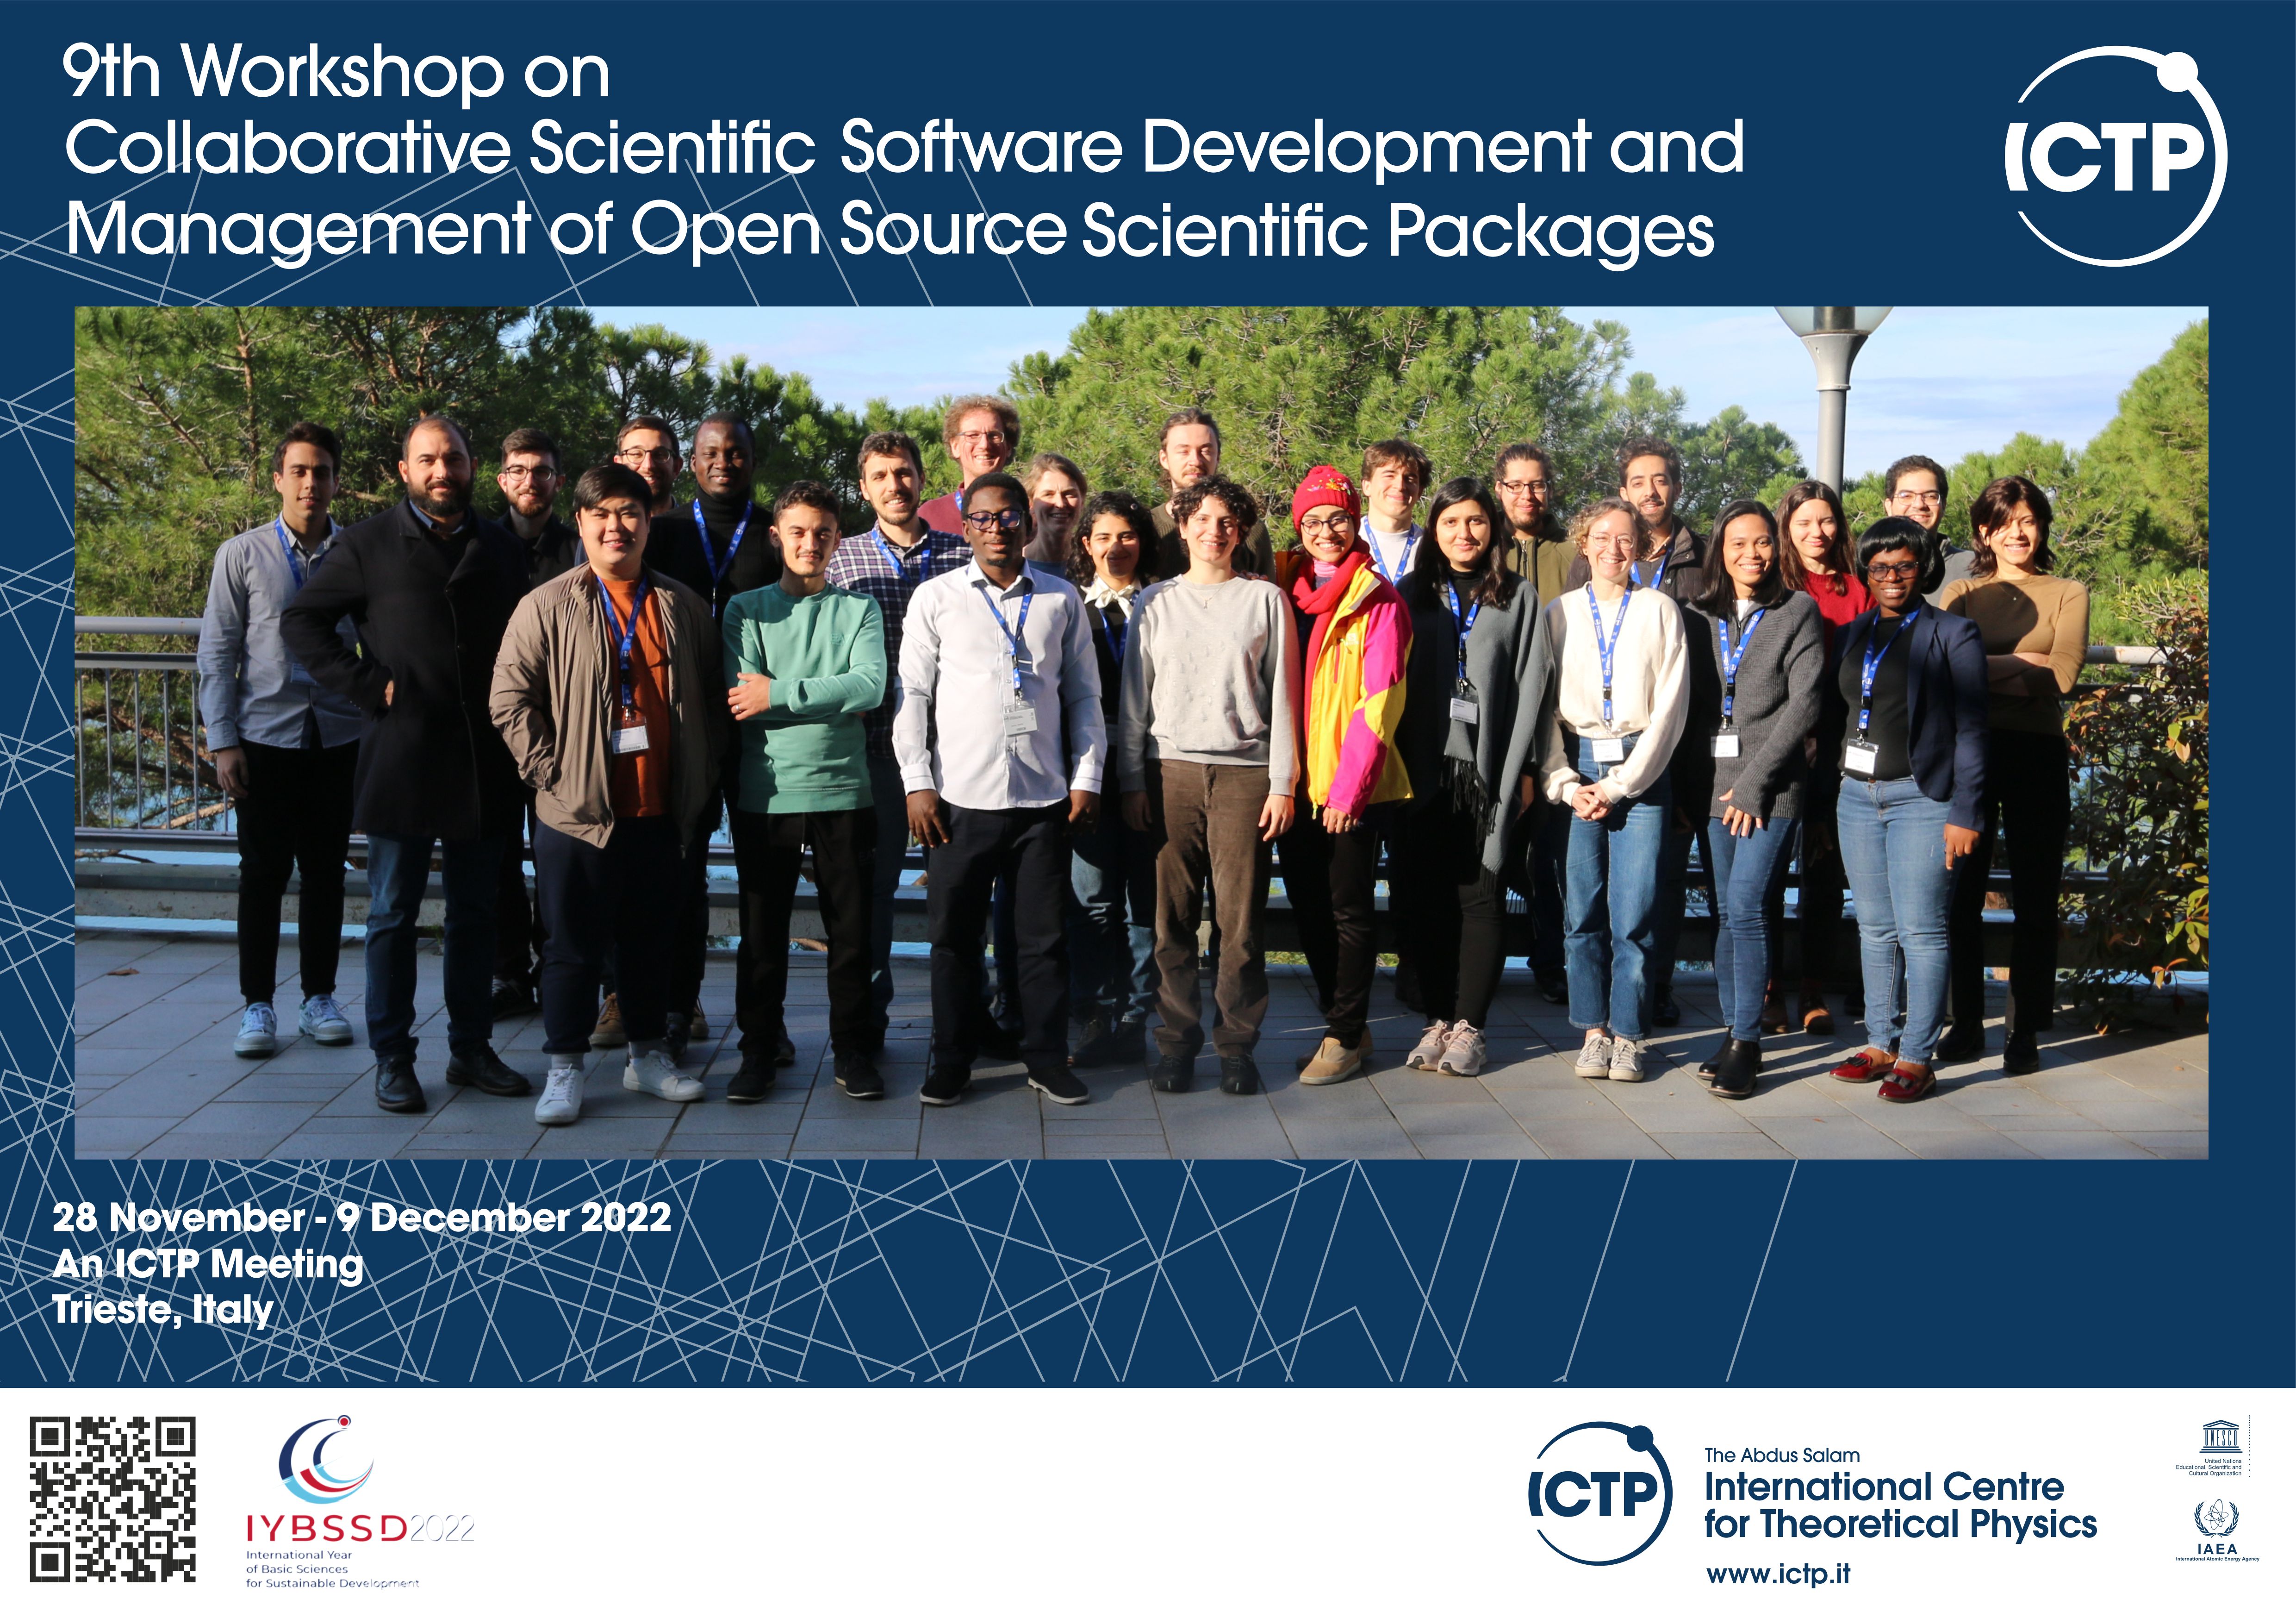 9th Workshop on
Collaborative Scientific Software Development and
Management of Open Source Scientific Packages
ICTP
28 November - 9 December 2022
An ICTP Meeting
Trieste, Italy
IYBSSD2022
International Year
of Basic Sciences
for Sustainable Development
ICTP
The Abdus Salam
International Centre
for Theoretical Physics
www.ictp.it
UNESCO
United Nations
Educational, Scientific and
Cultural Organization
IAEA
International Atomic Energy Agency